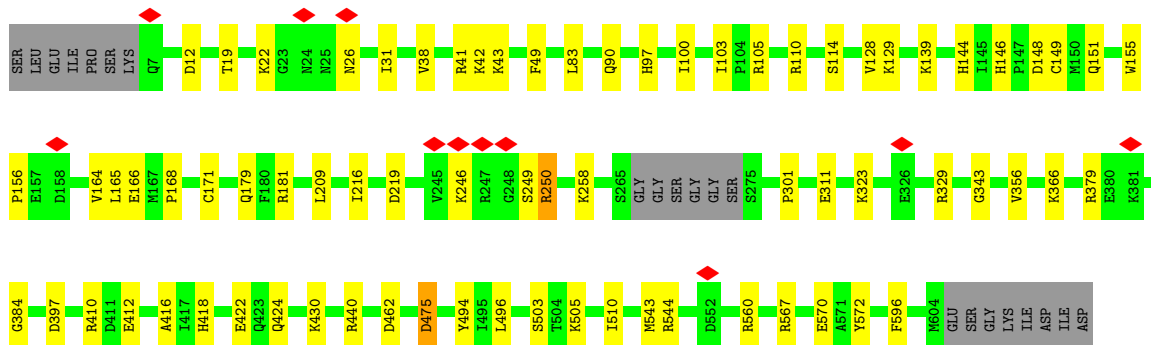 SER LEU GLU ILE PRO SER LYS Q7 D12 T19 K22 G23 N24 N25 N26 I31 V38 R41 K42 K43 F49 L83 Q90 H97 I100 I103 P104 R105 R110 S114 V128 K129 K139 H144 I145 H146 P147 D148 C149 M150 Q151 W155
P156 E157 D158 V164 L165 E166 M167 P168 C171 Q179 F180 R181 L209 I216 D219 V245 K246 R247 G248 S249 R250 K258 S265 GLY GLY SER GLY GLY SER S275 P301 E311 K323 E326 R329 G343 V356 K366 R379 E380 K381
G384 D397 R410 D411 E412 A416 I417 H418 E422 Q423 Q424 K430 R440 D462 D475 Y494 I495 L496 S503 T504 K505 I510 M543 R544 D552 R560 R567 E570 A571 Y572 F596 M604 GLU SER GLY LYS ILE ASP ILE ASP